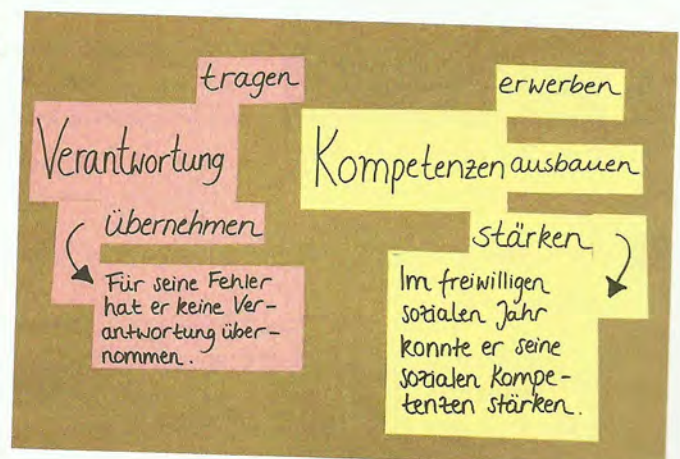 tragen
Verantwortung
übernehmen
Für seine Fehler
hat er keine Ver-
antwortung über-
nommen.
erwerben
Kompetenzen ausbauen
stärken
Im freiwilligen
sozialen Jahr
konnte er seine
sozialen Kompe-
tenzen stärken.